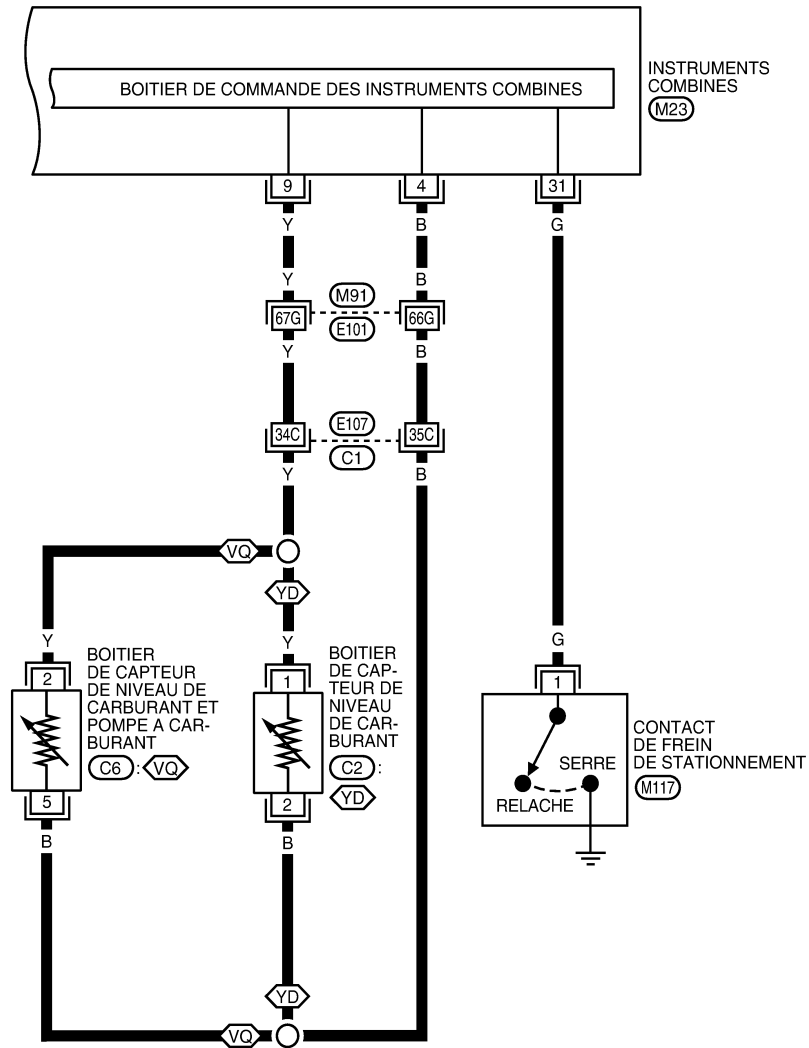 BOITIER DE COMMANDE DES INSTRUMENTS COMBINES
INSTRUMENTS
COMBINES
M23
9
4
31
Y
B
G
Y
B
M91
67G
66G
E101
Y
B
E107
34C
35C
C1
Y
B
VQ
YD
Y
Y
G
2
BOITIER
DE CAPTEUR
DE NIVEAU DE
CARBURANT ET
POMPE A CAR-
BURANT
C6 : VQ
5
B
1
BOITIER
DE CAP-
TEUR DE
NIVEAU
DE CAR-
BURANT
C2 :
YD
2
B
1
SERRE
RELACHE
CONTACT
DE FREIN
DE STATIONNEMENT
M117
YD
VQ